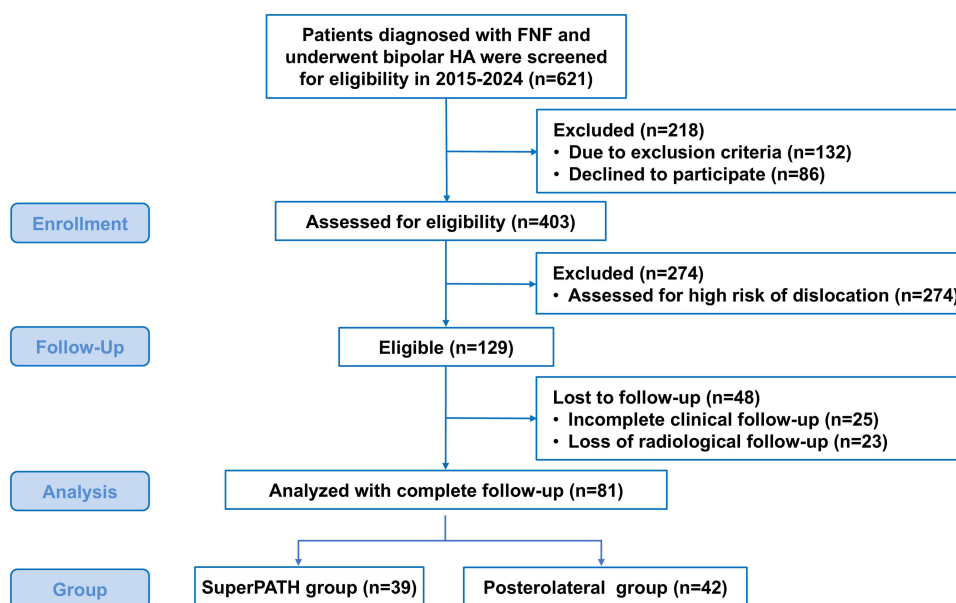 Patients diagnosed with FNF and
underwent bipolar HA were screened
for eligibility in 2015-2024 (n=621)
Excluded (n=218)
• Due to exclusion criteria (n=132)
• Declined to participate (n=86)
Enrollment
Assessed for eligibility (n=403)
Excluded (n=274)
• Assessed for high risk of dislocation (n=274)
Follow-Up
Eligible (n=129)
Lost to follow-up (n=48)
• Incomplete clinical follow-up (n=25)
• Loss of radiological follow-up (n=23)
Analysis
Analyzed with complete follow-up (n=81)
Group
SuperPATH group (n=39)
Posterolateral group (n=42)